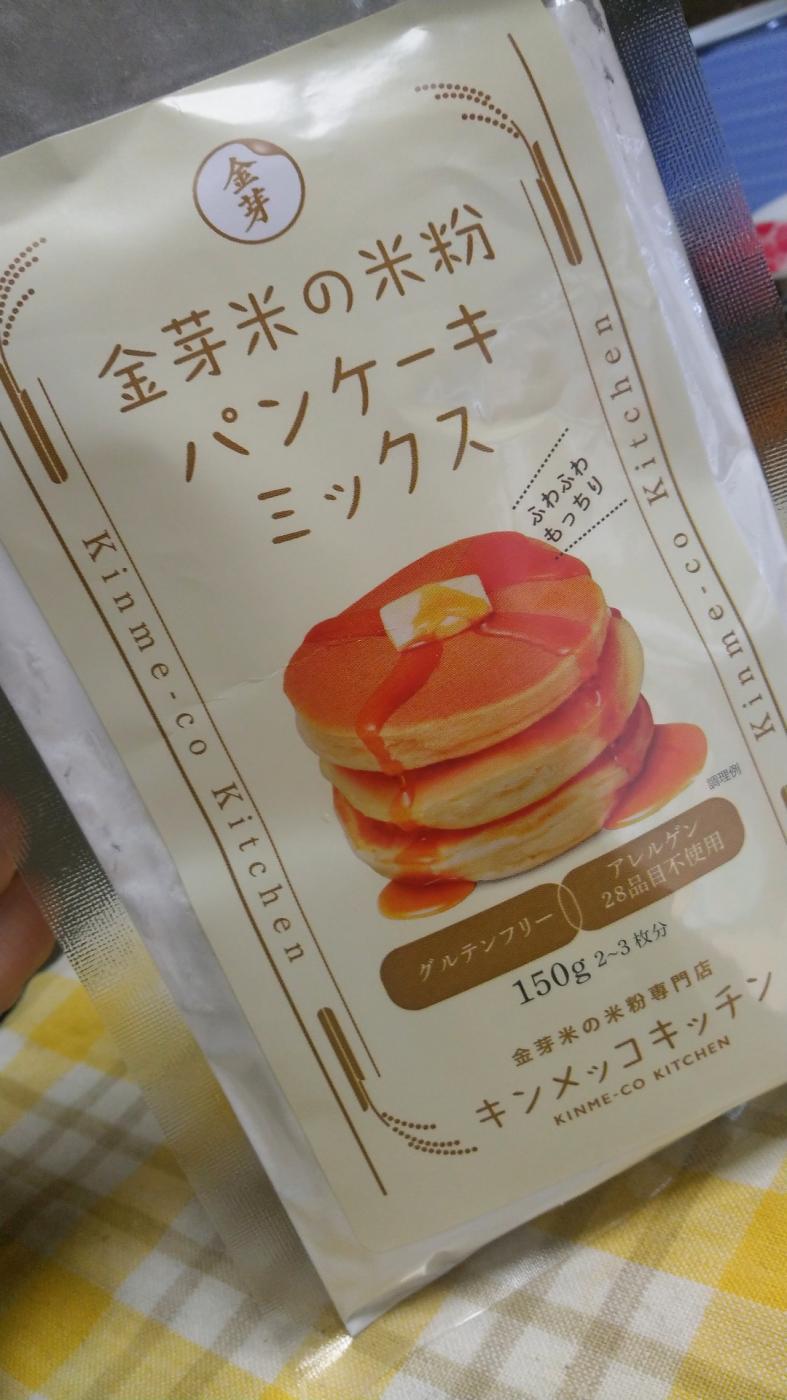 金芽
金芽米の米粉
パンケーキ
ミックス
ふわふわ
もっちり
Kinme-co Kitchen
Kinme-co Kitchen
調理例
グルテンフリー
アレルゲン
28品目不使用
150g 2~3枚分
金芽米の米粉専門店
キンメッコキッチン
KINME-CO KITCHEN